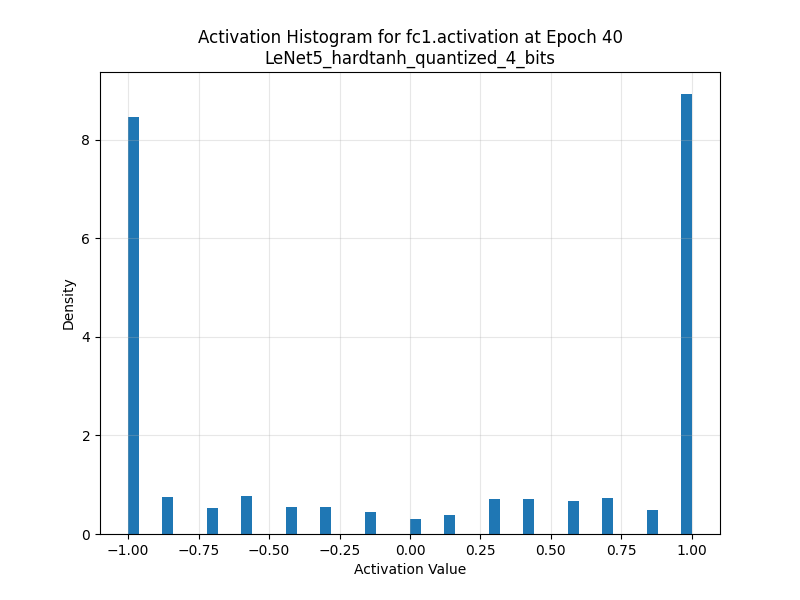 Activation Histogram for fc1.activation at Epoch 40
LeNet5_hardtanh_quantized_4_bits
8
6
4
2
0
Density
−1.00 −0.75 −0.50 −0.25 0.00 0.25 0.50 0.75 1.00
Activation Value